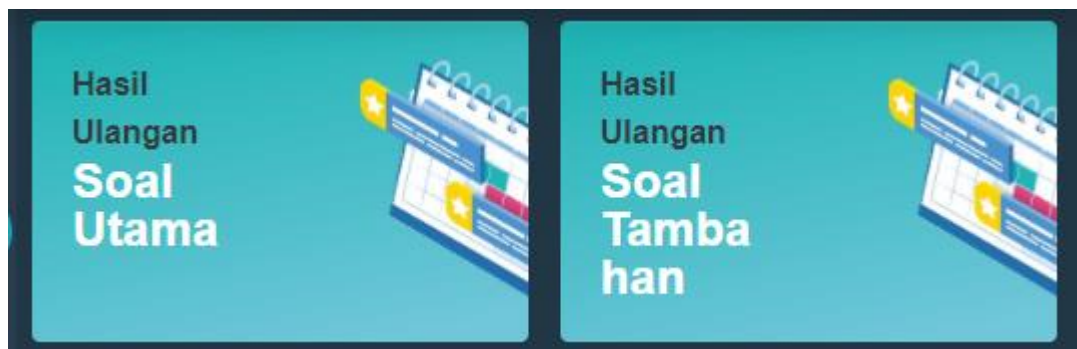 Hasil
Ulangan
Soal
Utama
Hasil
Ulangan
Soal
Tamba
han